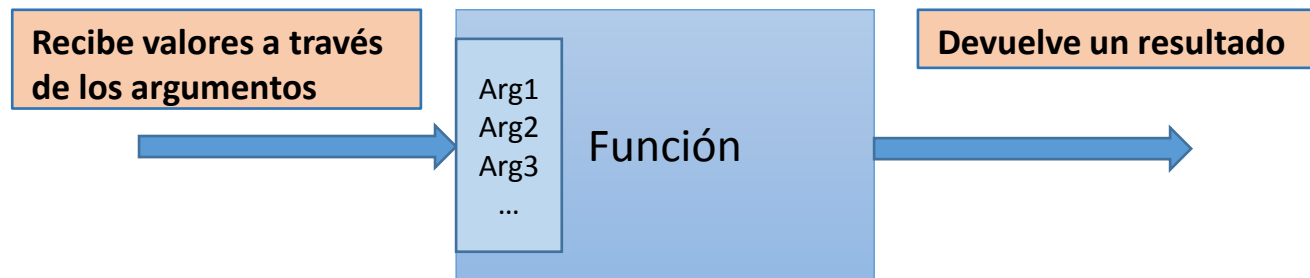 Recibe valores a través
de los argumentos
Arg1
Arg2
Arg3
...
Función
Devuelve un resultado